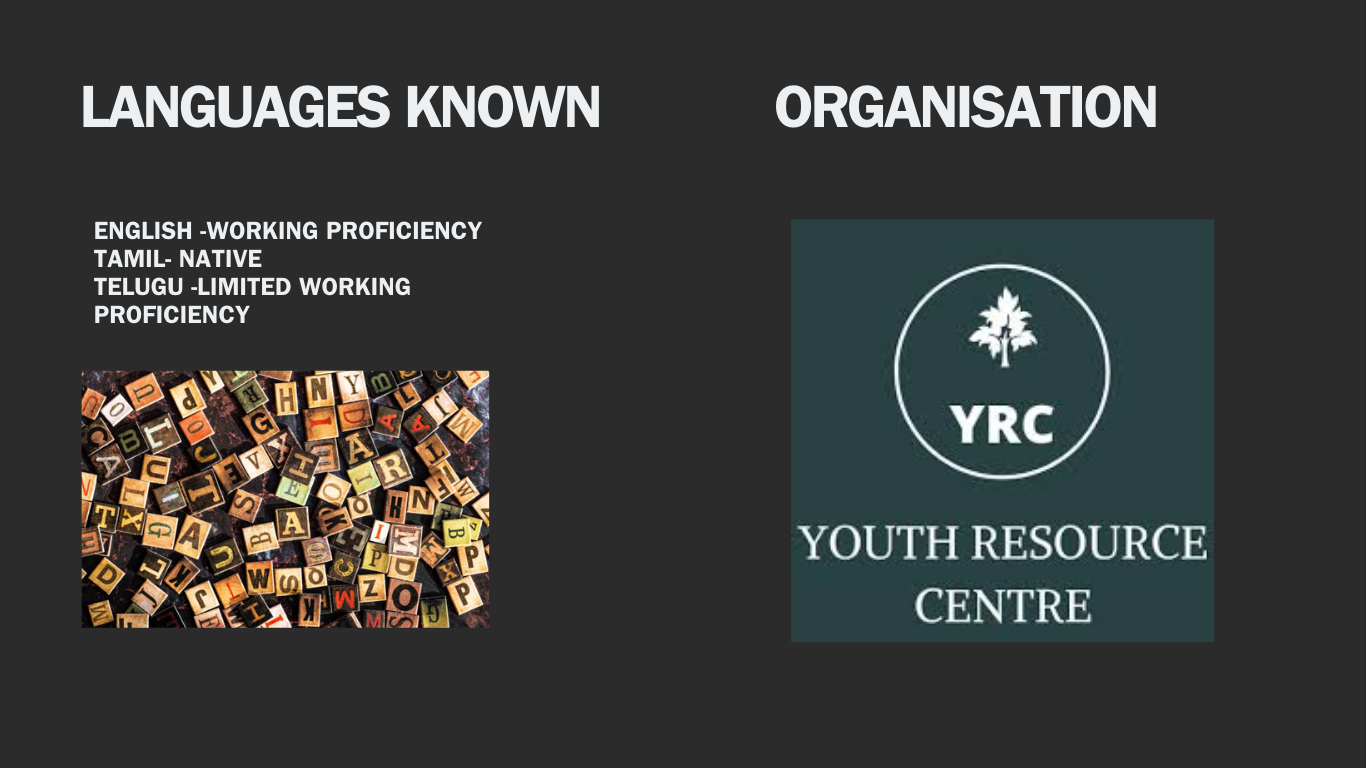 LANGUAGES KNOWN
ENGLISH -WORKING PROFICIENCY
TAMIL- NATIVE
TELUGU -LIMITED WORKING
PROFICIENCY
ORGANISATION
YRC
YOUTH RESOURCE
CENTRE